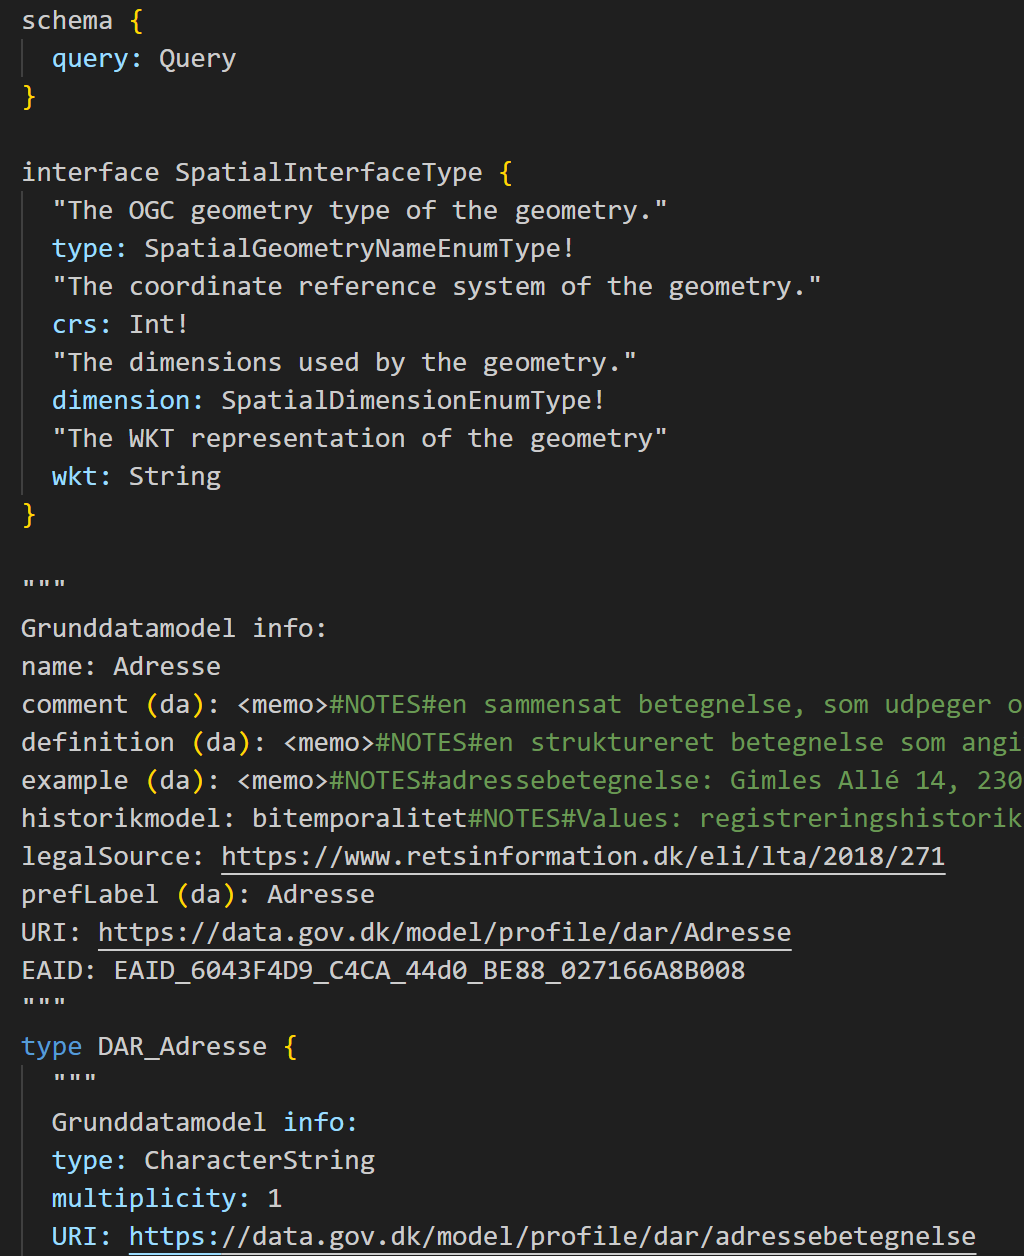 schema {
query: Query
}
interface SpatialInterfaceType {
"The OGC geometry type of the geometry."
type: SpatialGeometryNameEnumType!
"The coordinate reference system of the geometry."
crs: Int!
"The dimensions used by the geometry."
dimension: SpatialDimensionEnumType!
"The WKT representation of the geometry"
wkt: String
}
"""
Grunddatamodel info:
name: Adresse
comment (da): <memo>#NOTES#en sammensat betegnelse, som udpeger o
definition (da): <memo>#NOTES#en struktureret betegnelse som angi
example (da): <memo>#NOTES#adressebetegnelse: Gimles Allé 14, 230
historikmodel: bitemporalitet#NOTES#Values: registreringshistorik
legalSource: https://www.retsinformation.dk/eli/lta/2018/271
prefLabel (da): Adresse
URI: https://data.gov.dk/model/profile/dar/Adresse
EAID: EAID_6043F4D9_C4CA_44d0_BE88_027166A8B008
"""
type DAR_Adresse {
"""
Grunddatamodel info:
type: CharacterString
multiplicity: 1
URI: https://data.gov.dk/model/profile/dar/adressebetegnelse